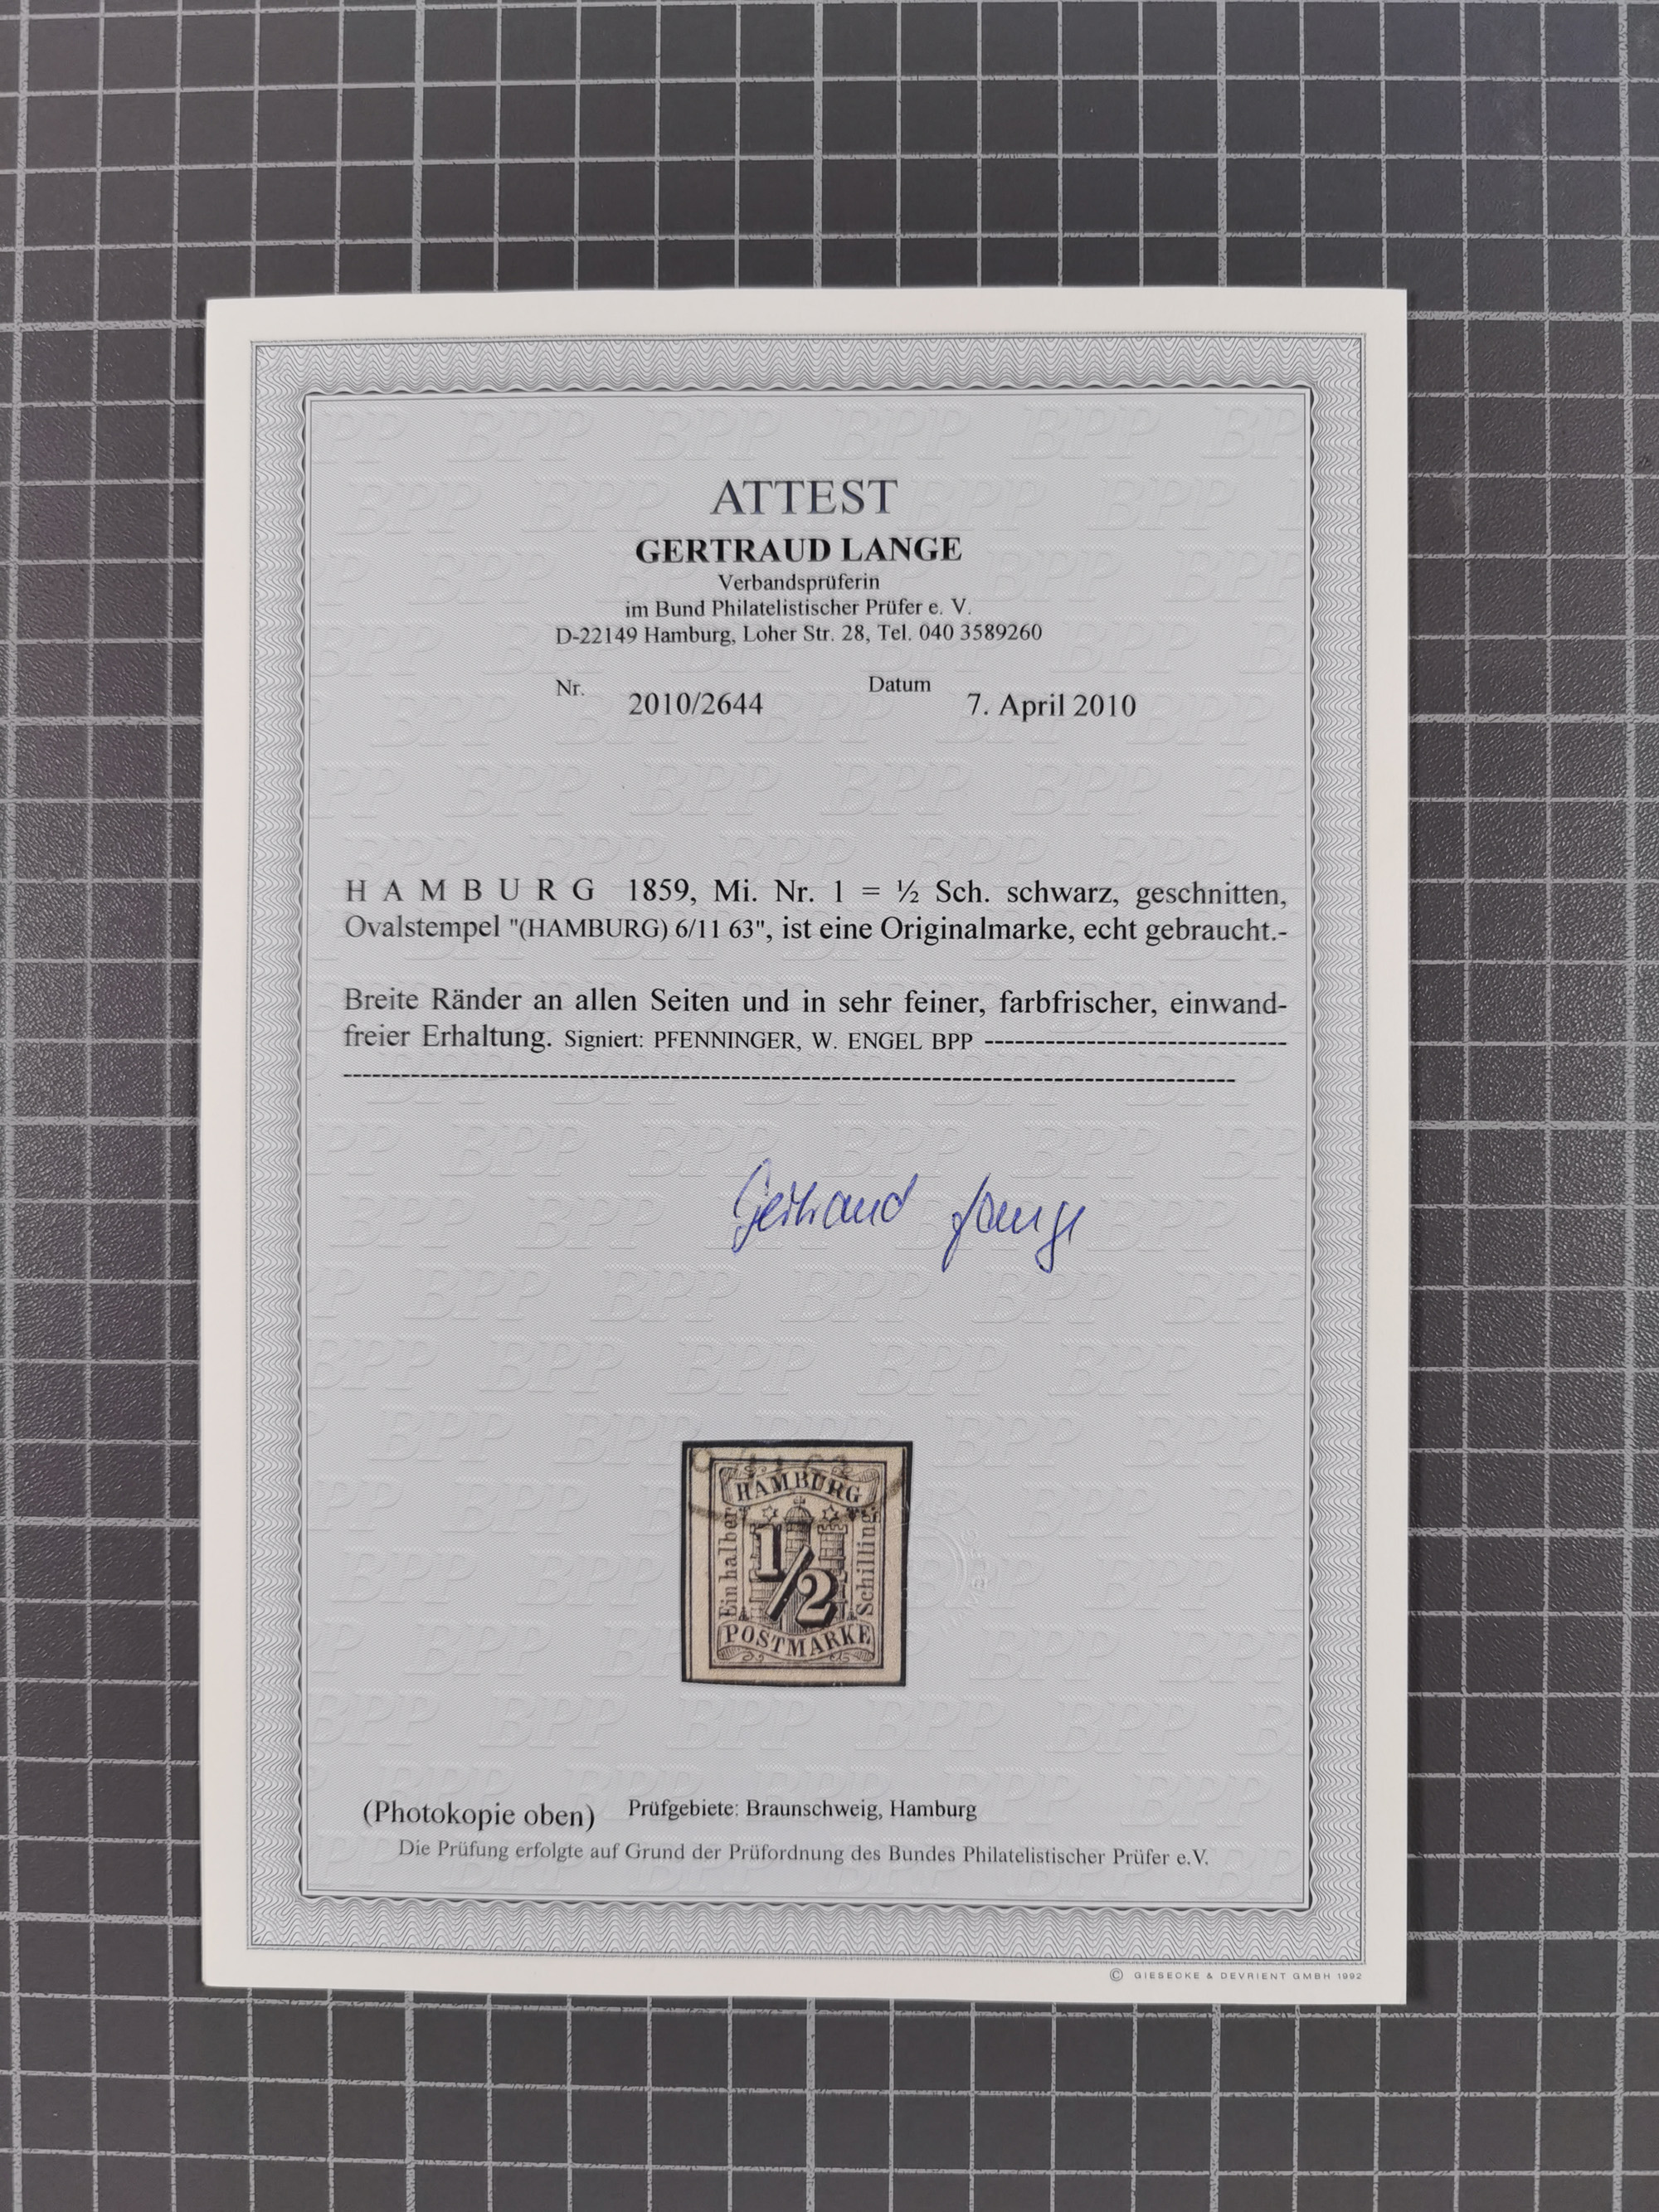 ATTEST
GERTRAUD LANGE
Verbandsprüferin
im Bund Philatelistischer Prüfer e. V.
D-22149 Hamburg, Loher Str. 28, Tel. 040 3589260
Nr. 2010/2644 Datum 7. April 2010
H A M B U R G 1859, Mi. Nr. 1 = ½ Sch. schwarz, geschnitten,
Ovalstempel "(HAMBURG) 6/11 63", ist eine Originalmarke, echt gebraucht.-
Breite Ränder an allen Seiten und in sehr feiner, farbfrischer, einwand-
freier Erhaltung. Signiert: PFENNINGER, W. ENGEL BPP ------------------------------
-----------------------------------------------------------------------------------------
Gertraud Lange
HAMBURG
Ein halber
1/2
Schilling
POSTMARKE
(Photokopie oben) Prüfgebiete: Braunschweig, Hamburg
Die Prüfung erfolgte auf Grund der Prüfordnung des Bundes Philatelistischer Prüfer e.V.
© GIESECKE & DEVRIENT GMBH 1992